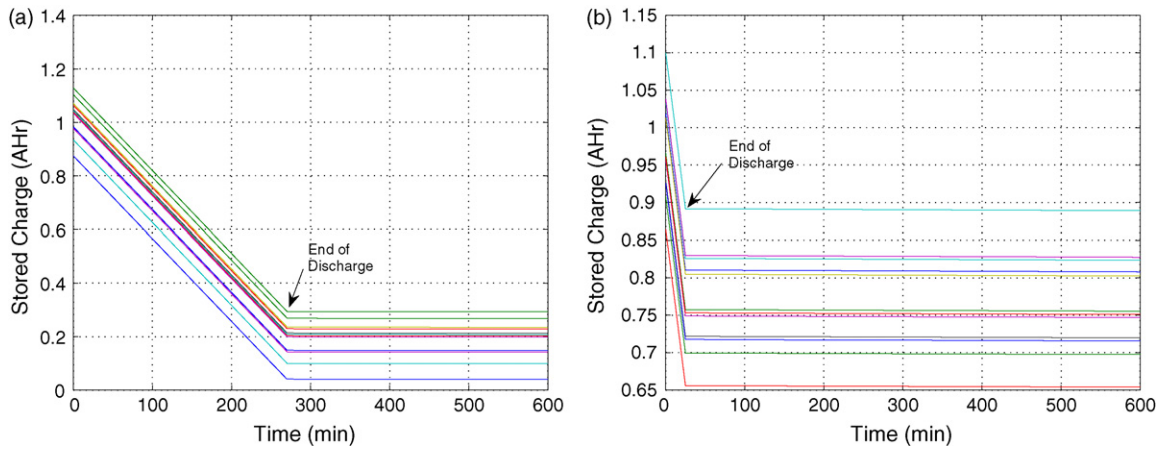 (a)
1.4
1.2
1
0.8
0.6
0.4
0.2
0
Stored Charge (AHr)
End of
Discharge
0 100 200 300 400 500 600
Time (min)
(b)
1.15
1.1
1.05
1
0.95
0.9
0.85
0.8
0.75
0.7
0.65
Stored Charge (AHr)
End of
Discharge
0 100 200 300 400 500 600
Time (min)